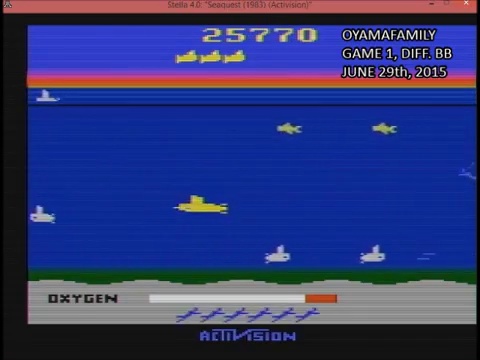 Stella 4.0: "Seaquest (1983) (Activision)"
25770
OYAMAFAMILY
GAME 1, DIFF. BB
JUNE 29th, 2015
OXYGEN
ACTIVISION